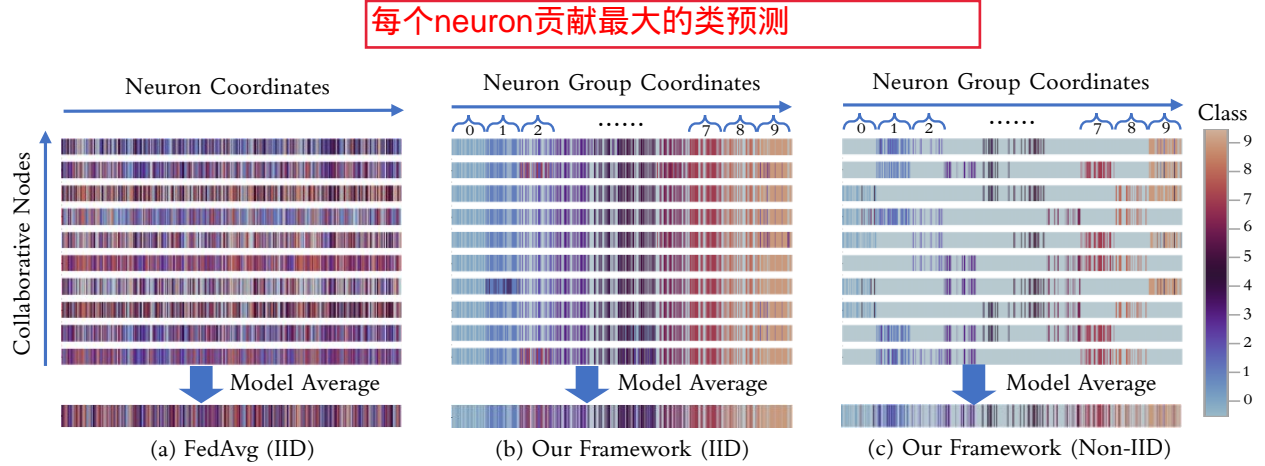 每个neuron贡献最大的类预测
Neuron Coordinates
Neuron Group Coordinates
Neuron Group Coordinates
0 1 2 ...... 7 8 9
0 1 2 ...... 7 8 9
Class
9
8
7
6
5
4
3
2
1
0
Collaborative Nodes
Model Average
Model Average
Model Average
(a) FedAvg (IID)
(b) Our Framework (IID)
(c) Our Framework (Non-IID)